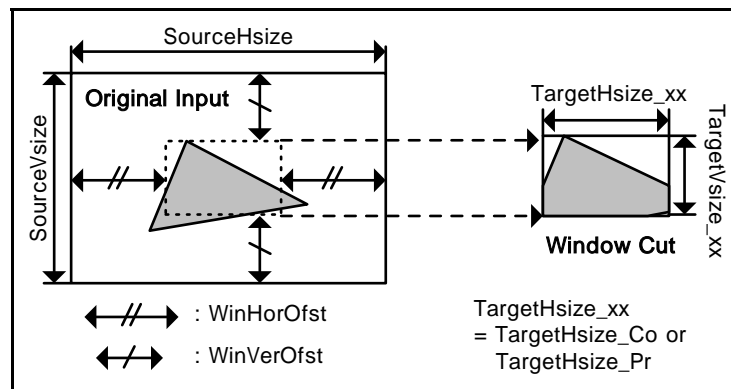 SourceHsize
SourceVsize
Original Input
TargetHsize_xx
TargetVsize_xx
Window Cut
: WinHorOfst
: WinVerOfst
TargetHsize_xx
= TargetHsize_Co or
TargetHsize_Pr